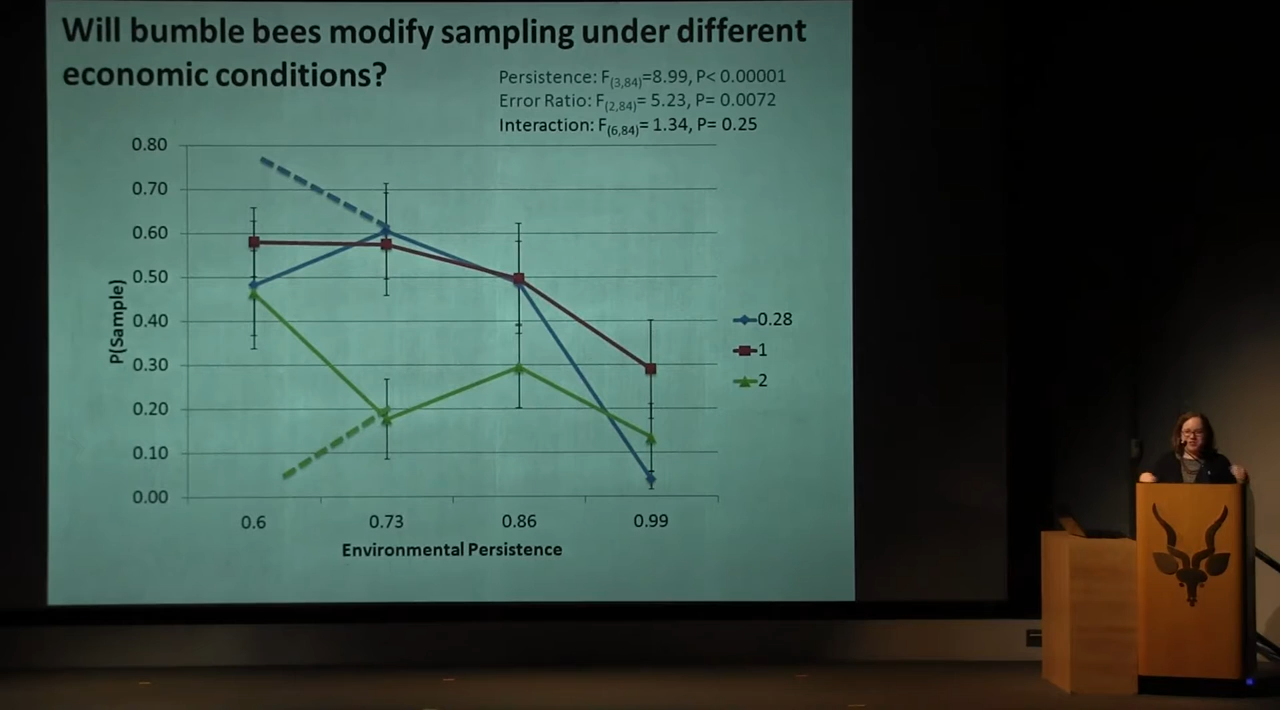 Will bumble bees modify sampling under different
economic conditions?
Persistence: F(3,84)=8.99, P< 0.00001
Error Ratio: F(2,84)= 5.23, P= 0.0072
Interaction: F(6,84)= 1.34, P= 0.25
0.80
0.70
0.60
0.50
0.40
0.30
0.20
0.10
0.00
P(Sample)
0.28
1
2
0.6 0.73 0.86 0.99
Environmental Persistence